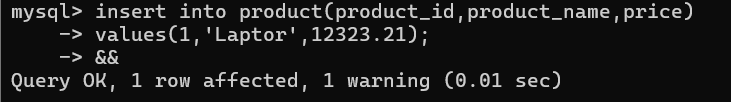 mysql> insert into product(product_id,product_name,price)
    -> values(1,'Laptor',12323.21);
    -> &&
Query OK, 1 row affected, 1 warning (0.01 sec)